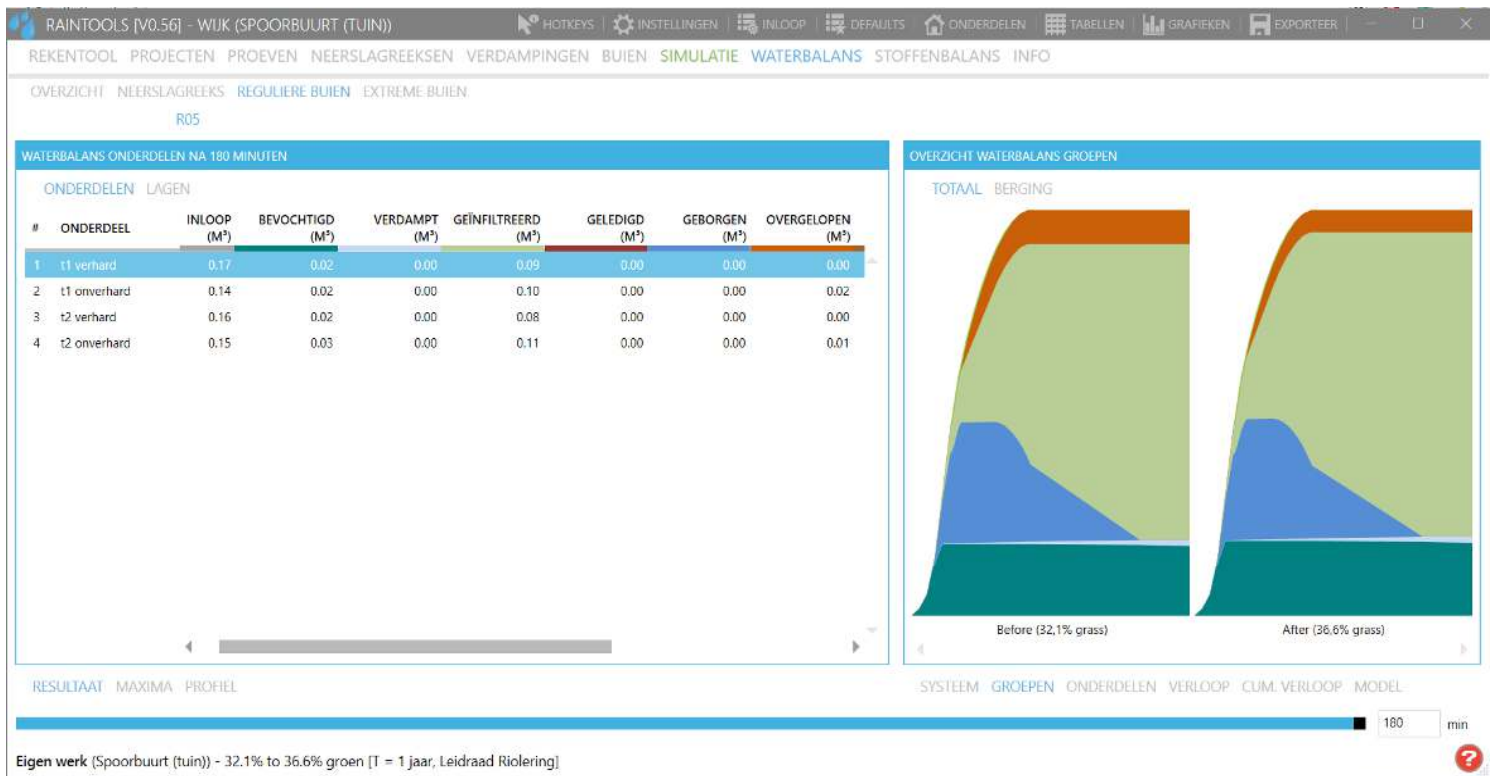 RAINTOOLS [V0.56] - WIJK (SPOORBUURT (TUIN))
HOTKEYS INSTELLINGEN INLOOP DEFAULTS ONDERDELEN TABELLEN GRAFIEKEN EXPORTEER
REKENTOOL PROJECTEN PROEVEN NEERSLAGREEKSEN VERDAMPINGEN BUIEN SIMULATIE WATERBALANS STOFFENBALANS INFO
OVERZICHT NEERSLAGREEKS REGULIERE BUIEN EXTREME BUIEN
R05
WATERBALANS ONDERDELEN NA 180 MINUTEN
ONDERDELEN LAGEN
# ONDERDEEL INLOOP (M³) BEVOCHTIGD (M³) VERDAMPT (M³) GEÏNFILTREERD (M³) GELEDIGD (M³) GEBORGEN (M³) OVERGELOPEN (M³)
1 t1 verhard 0.17 0.02 0.00 0.09 0.00 0.00 0.00
2 t1 onverhard 0.14 0.02 0.00 0.10 0.00 0.00 0.02
3 t2 verhard 0.16 0.02 0.00 0.08 0.00 0.00 0.00
4 t2 onverhard 0.15 0.03 0.00 0.11 0.00 0.00 0.01
OVERZICHT WATERBALANS GROEPEN
TOTAAL BERGING
Before (32,1% grass) After (36,6% grass)
RESULTAAT MAXIMA PROFIEL
SYSTEEM GROEPEN ONDERDELEN VERLOOP CUM. VERLOOP MODEL
180 min
Eigen werk (Spoorbuurt (tuin)) - 32.1% to 36.6% groen [T = 1 jaar, Leidraad Riolering]
?